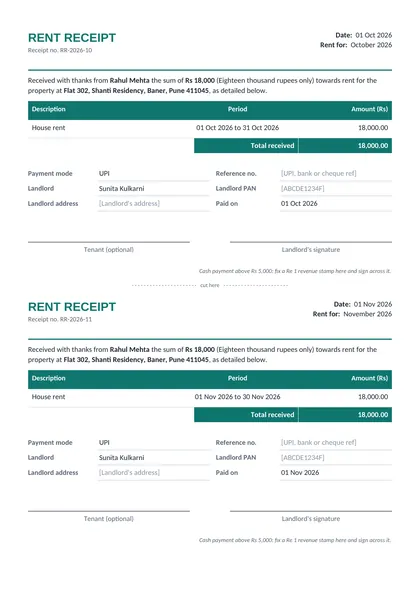 RENT RECEIPT
Date: 01 Oct 2026
Receipt no. RR-2026-10
Rent for: October 2026
Received with thanks from Rahul Mehta the sum of Rs 18,000 (Eighteen thousand rupees only) towards rent for the
property at Flat 302, Shanti Residency, Baner, Pune 411045, as detailed below.
Description Period Amount (Rs)
House rent 01 Oct 2026 to 31 Oct 2026 18,000.00
Total received 18,000.00
Payment mode UPI Reference no. [UPI, bank or cheque ref]
Landlord Sunita Kulkarni Landlord PAN [ABCDE1234F]
Landlord address [Landlord's address] Paid on 01 Oct 2026
Tenant (optional) Landlord's signature
Cash payment above Rs 5,000: fix a Re 1 revenue stamp here and sign across it.
cut here
RENT RECEIPT
Date: 01 Nov 2026
Receipt no. RR-2026-11
Rent for: November 2026
Received with thanks from Rahul Mehta the sum of Rs 18,000 (Eighteen thousand rupees only) towards rent for the
property at Flat 302, Shanti Residency, Baner, Pune 411045, as detailed below.
Description Period Amount (Rs)
House rent 01 Nov 2026 to 30 Nov 2026 18,000.00
Total received 18,000.00
Payment mode UPI Reference no. [UPI, bank or cheque ref]
Landlord Sunita Kulkarni Landlord PAN [ABCDE1234F]
Landlord address [Landlord's address] Paid on 01 Nov 2026
Tenant (optional) Landlord's signature
Cash payment above Rs 5,000: fix a Re 1 revenue stamp here and sign across it.